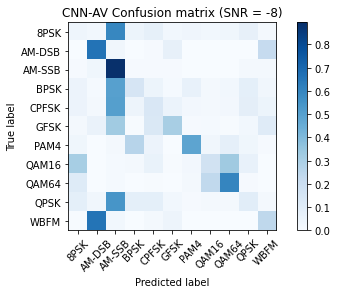 CNN-AV Confusion matrix (SNR = -8)
True label
8PSK
AM-DSB
AM-SSB
BPSK
CPFSK
GFSK
PAM4
QAM16
QAM64
QPSK
WBFM
8PSK
AM-DSB
AM-SSB
BPSK
CPFSK
GFSK
PAM4
QAM16
QAM64
QPSK
WBFM
Predicted label
0.8
0.7
0.6
0.5
0.4
0.3
0.2
0.1
0.0